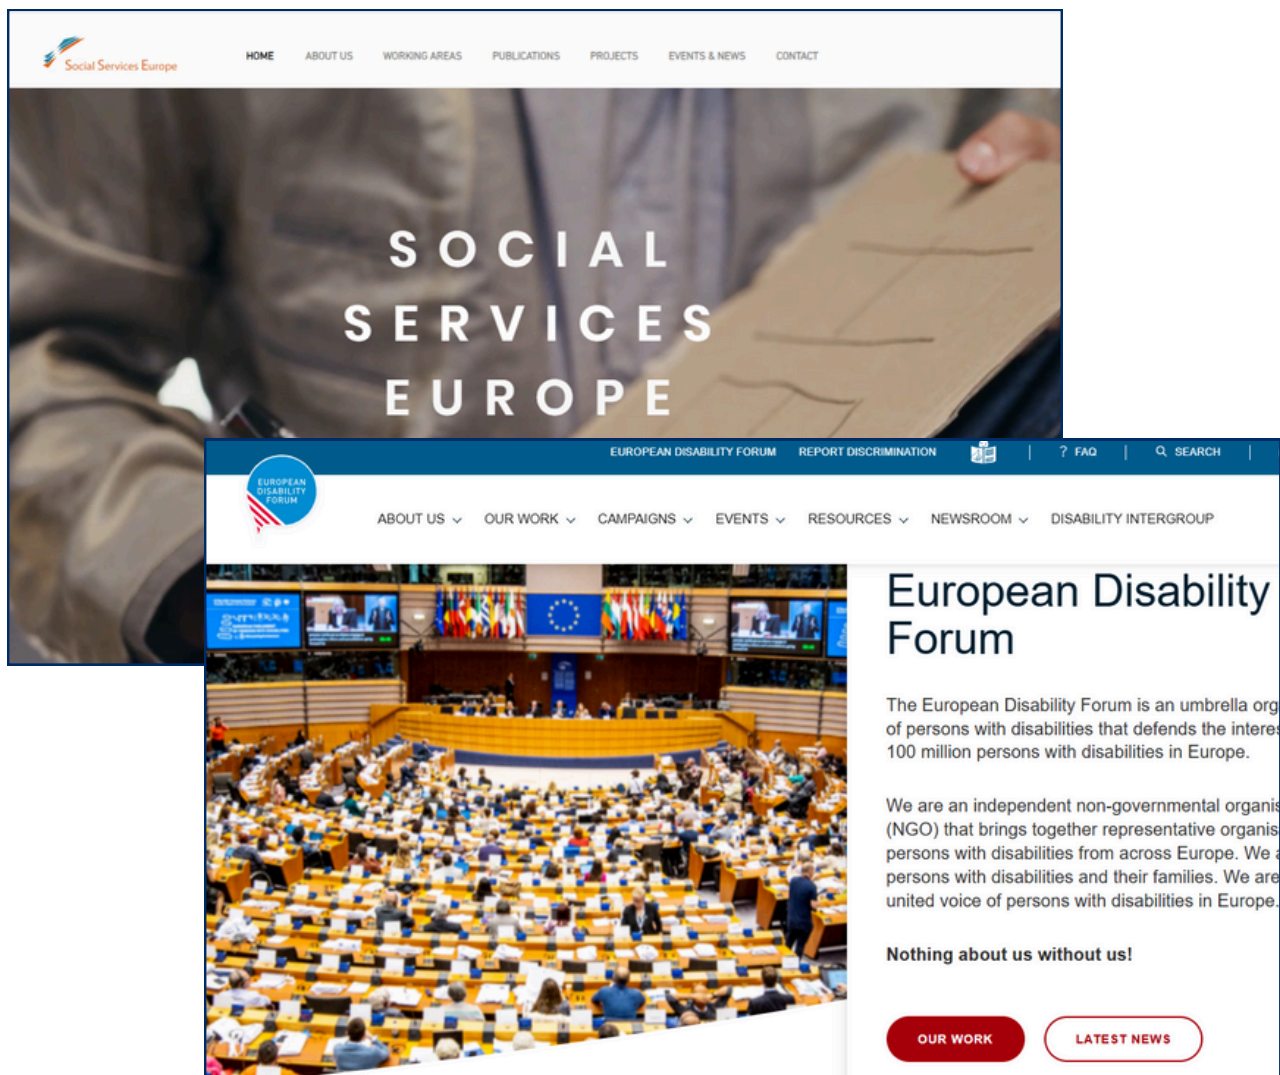 Social Services Europe
HOME ABOUT US WORKING AREAS PUBLICATIONS PROJECTS EVENTS & NEWS CONTACT
SOCIAL
SERVICES
EUROPE
EUROPEAN DISABILITY FORUM REPORT DISCRIMINATION ? FAQ SEARCH
EUROPEAN
DISABILITY
FORUM
ABOUT US OUR WORK CAMPAIGNS EVENTS RESOURCES NEWSROOM DISABILITY INTERGROUP
European Disability
Forum
The European Disability Forum is an umbrella org
of persons with disabilities that defends the interes
100 million persons with disabilities in Europe.
We are an independent non-governmental organis
(NGO) that brings together representative organis
persons with disabilities from across Europe. We a
persons with disabilities and their families. We are
united voice of persons with disabilities in Europe.
Nothing about us without us!
OUR WORK LATEST NEWS